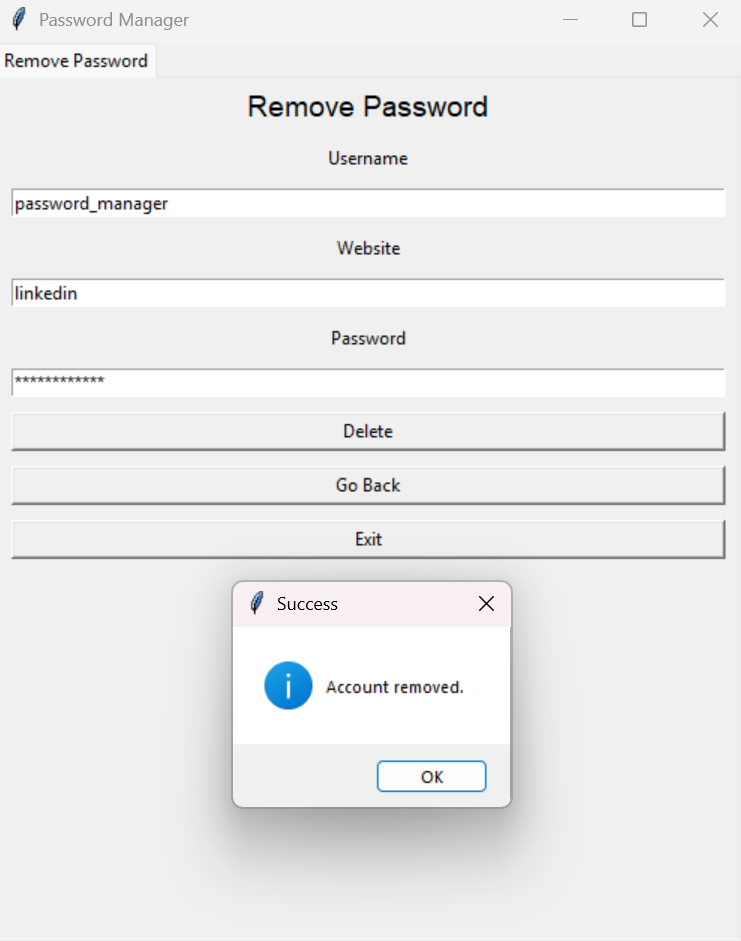 Password Manager
Remove Password
Remove Password
Username
password_manager
Website
linkedin
Password
************
Delete
Go Back
Exit
Success
Account removed.
OK